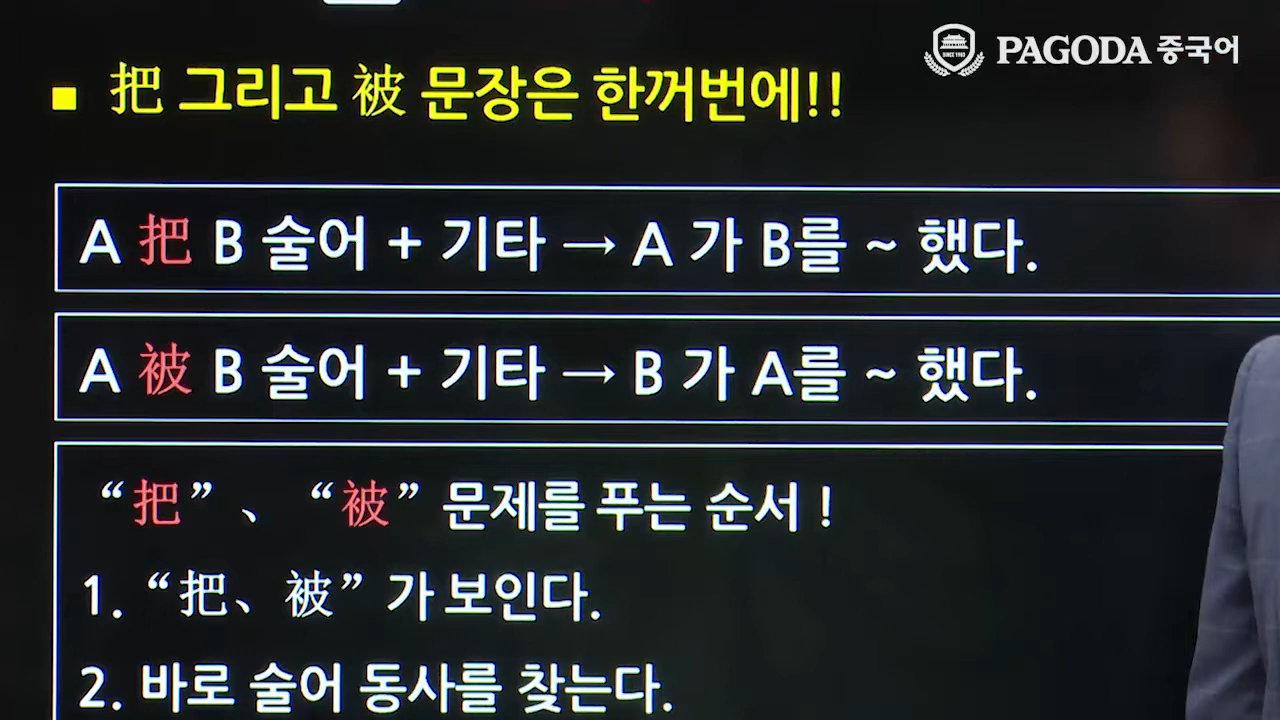 PAGODA 중국어
SINCE 1983
■ 把 그리고 被 문장은 한꺼번에!!
A 把 B 술어 + 기타 → A 가 B를 ~ 했다.
A 被 B 술어 + 기타 → B 가 A를 ~ 했다.
“把”、 “被” 문제를 푸는 순서 !
1. “把、被” 가 보인다.
2. 바로 술어 동사를 찾는다.